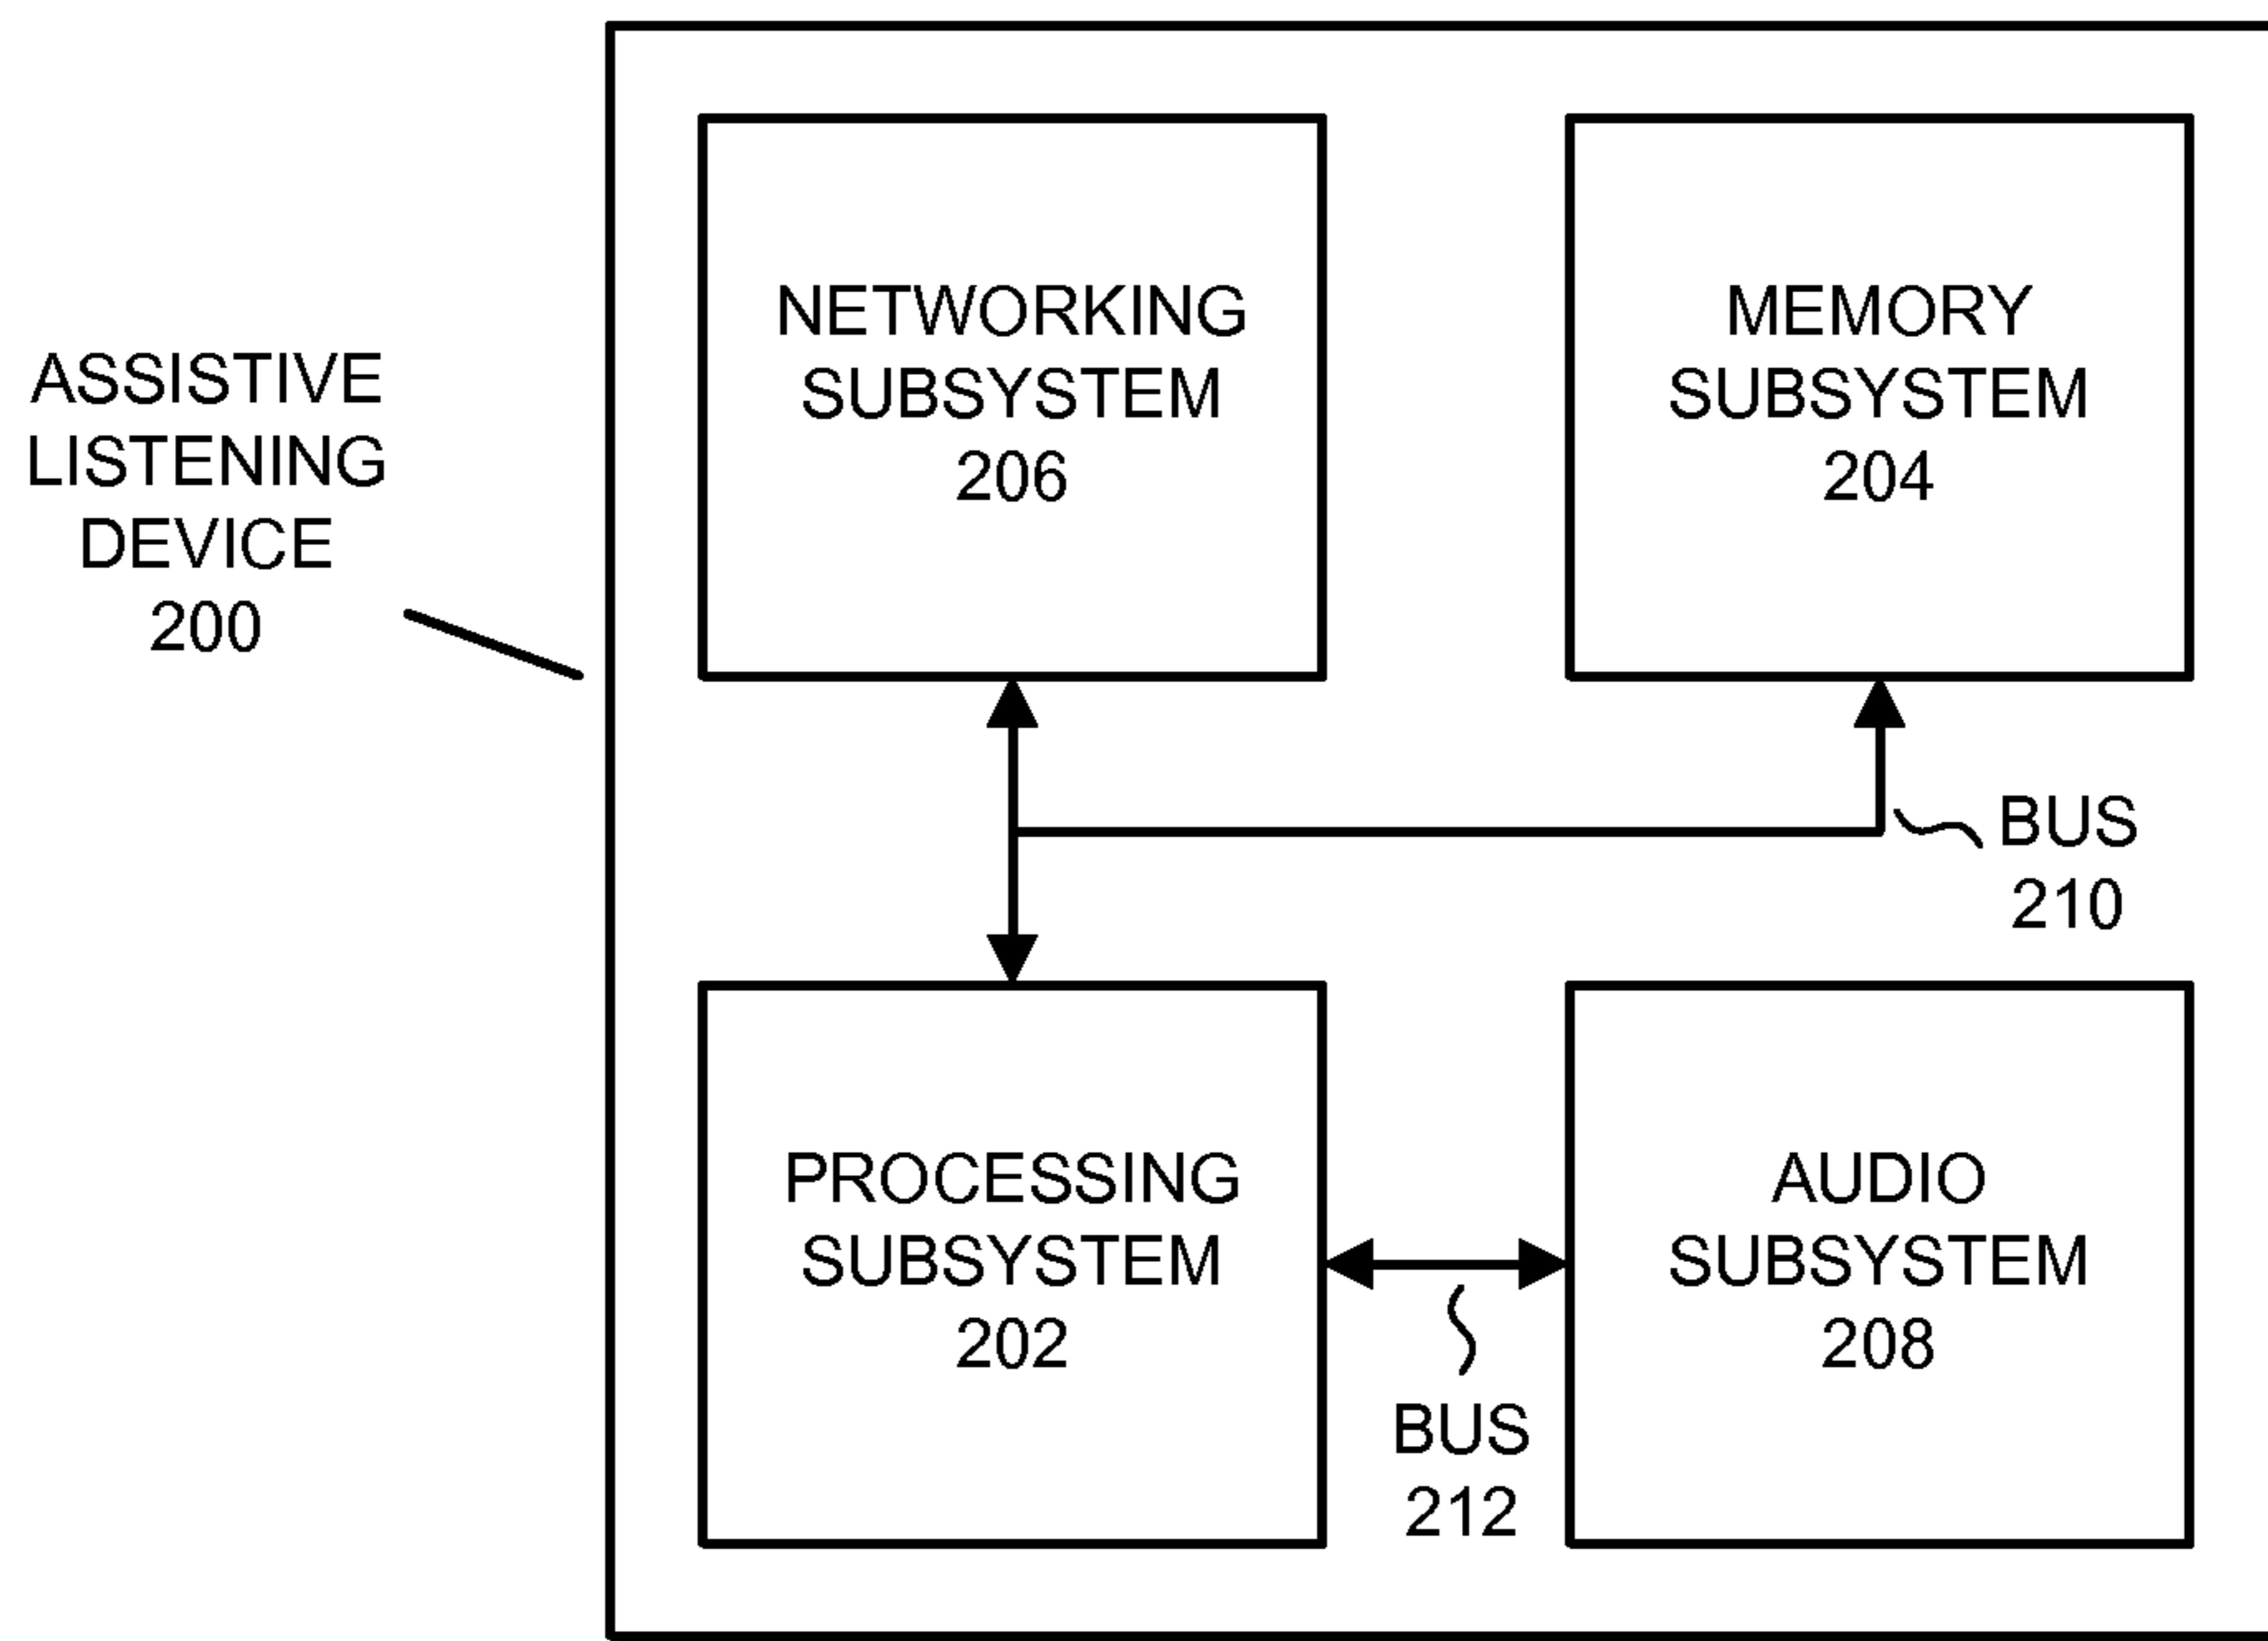 ASSISTIVE
LISTENING
DEVICE
200
NETWORKING
SUBSYSTEM
206
MEMORY
SUBSYSTEM
204
BUS
210
PROCESSING
SUBSYSTEM
202
BUS
212
AUDIO
SUBSYSTEM
208